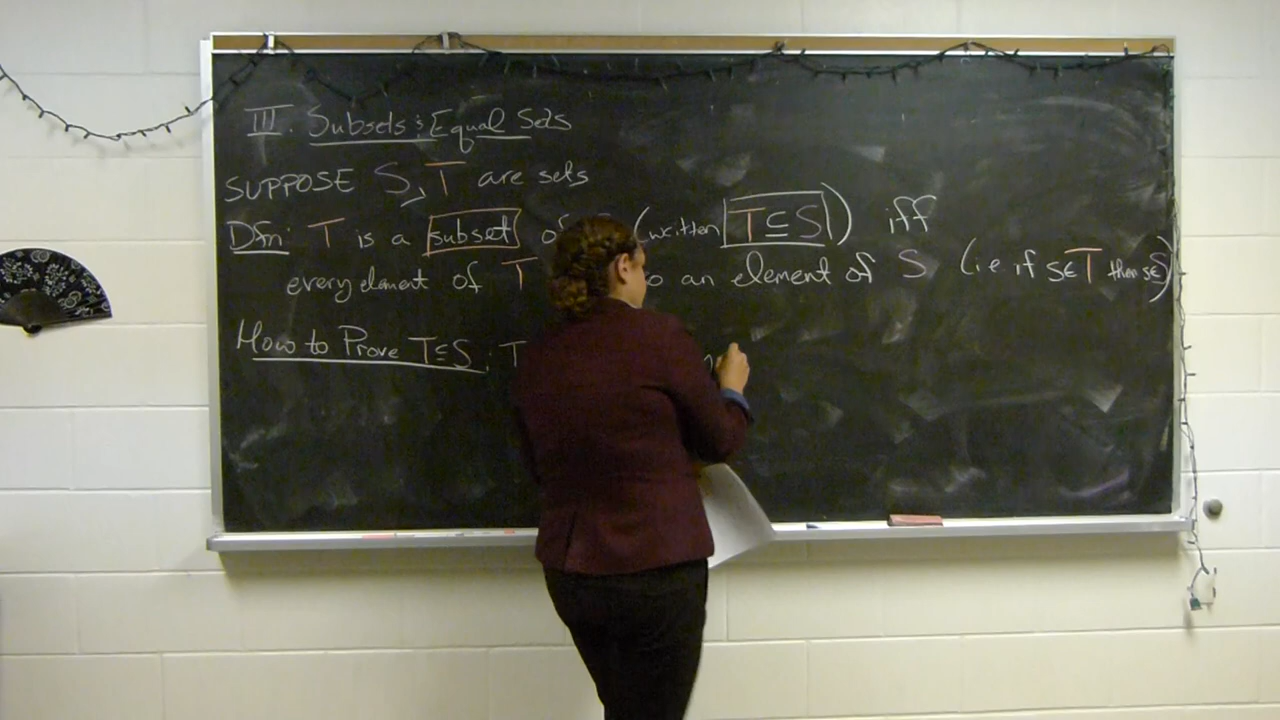 III. Subsets & Equal Sets
SUPPOSE S, T are sets
Dfn: T is a subset of (written T ⊆ S) iff
every element of T o an element of S (i.e. if s∈T then s∈S)
How to Prove T⊆S: T